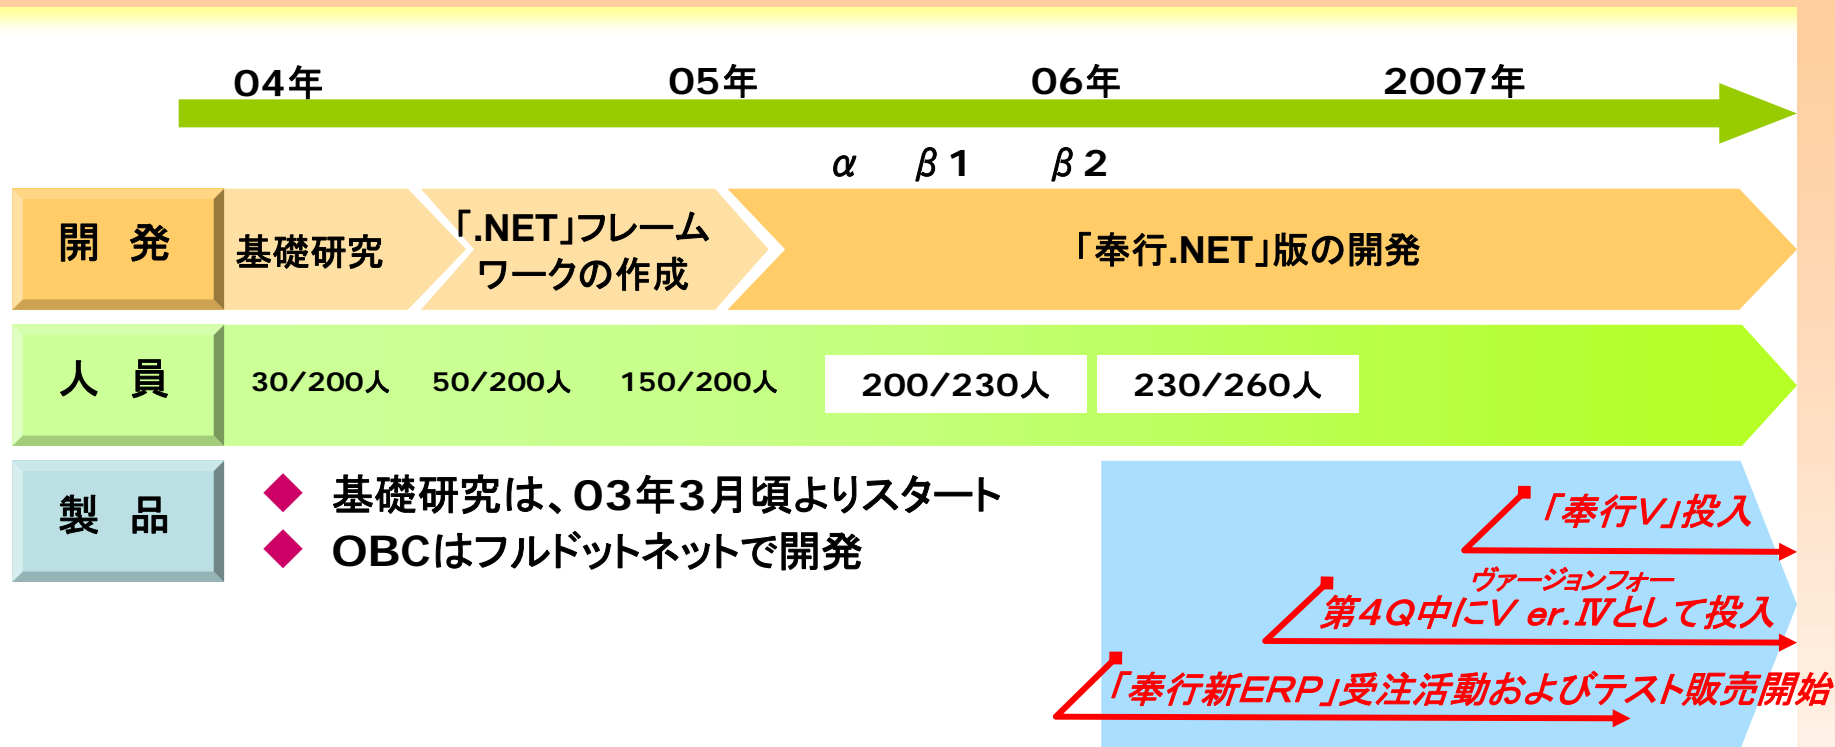 04年 05年 06年 2007年
α β1 β2
開 発
基礎研究
「.NET」フレーム
ワークの作成
「奉行.NET」版の開発
人 員
30/200人 50/200人 150/200人 200/230人 230/260人
製 品
◆ 基礎研究は、03年3月頃よりスタート
◆ OBCはフルドットネットで開発
「奉行V」投入
ヴァージョンフォー
第4Q中にV er.Ⅳとして投入
「奉行新ERP」受注活動およびテスト販売開始